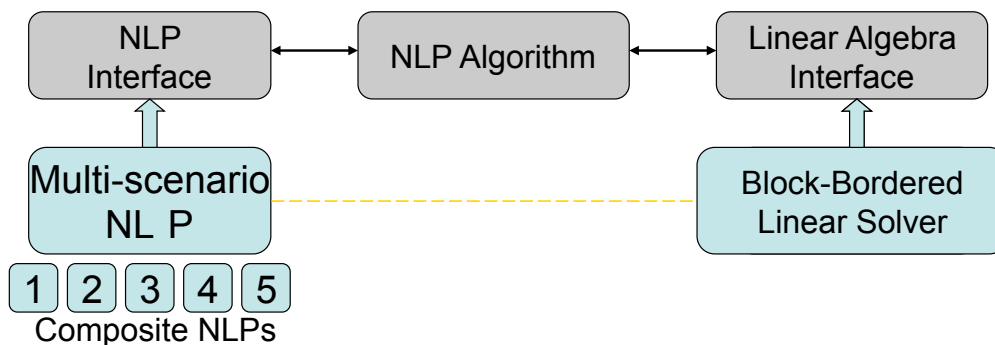 NLP
Interface
NLP Algorithm
Linear Algebra
Interface
Multi-scenario
NL P
Block-Bordered
Linear Solver
1 2 3 4 5
Composite NLPs